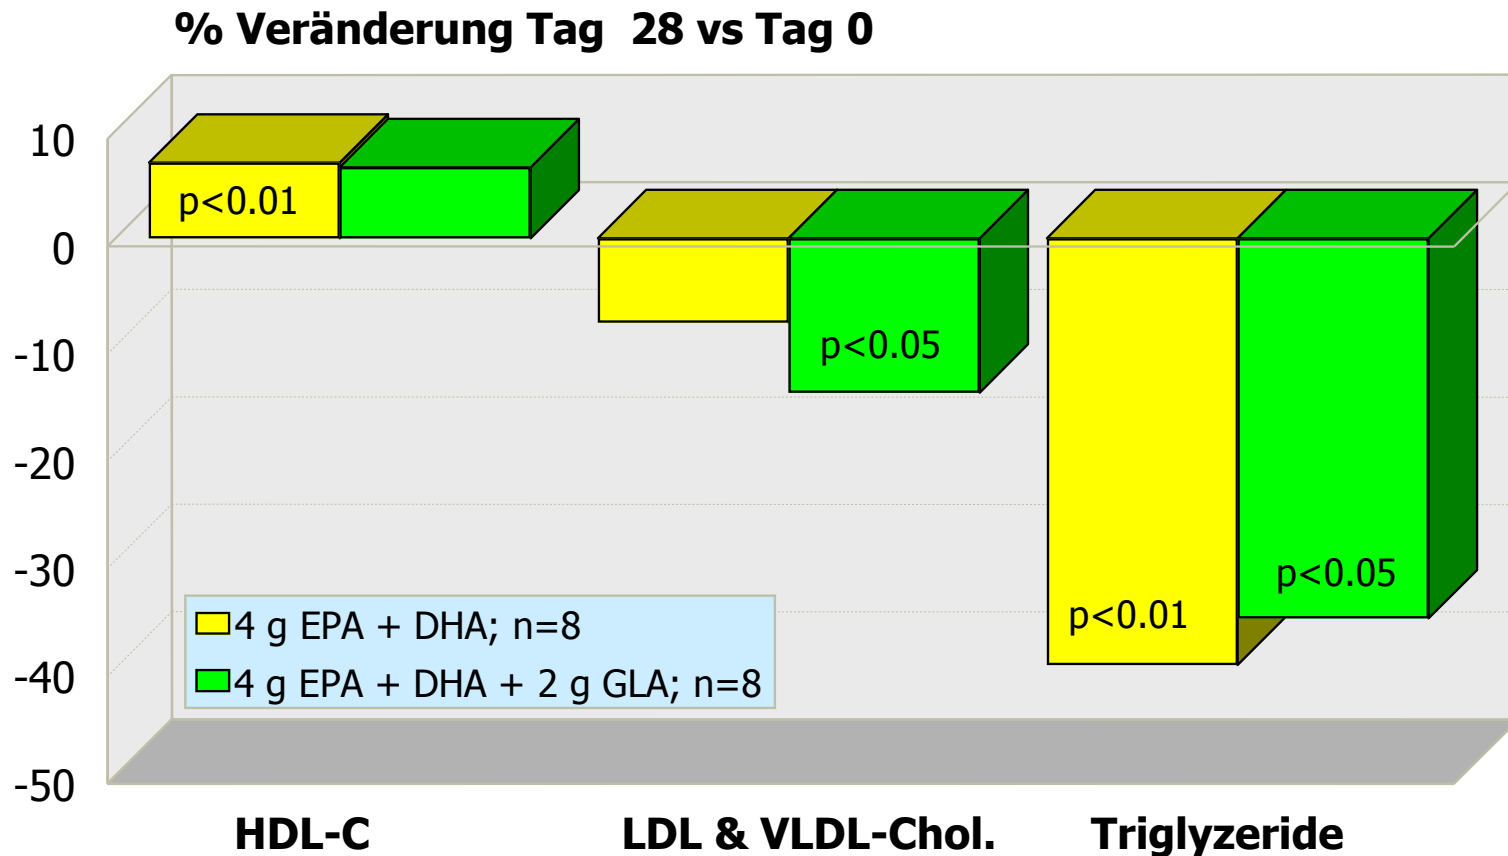 % Veränderung Tag  28 vs Tag 0
10
0
-10
-20
-30
-40
-50
p<0.01
p<0.05
p<0.01
p<0.05
4 g EPA + DHA; n=8
4 g EPA + DHA + 2 g GLA; n=8
HDL-C
LDL & VLDL-Chol.
Triglyzeride